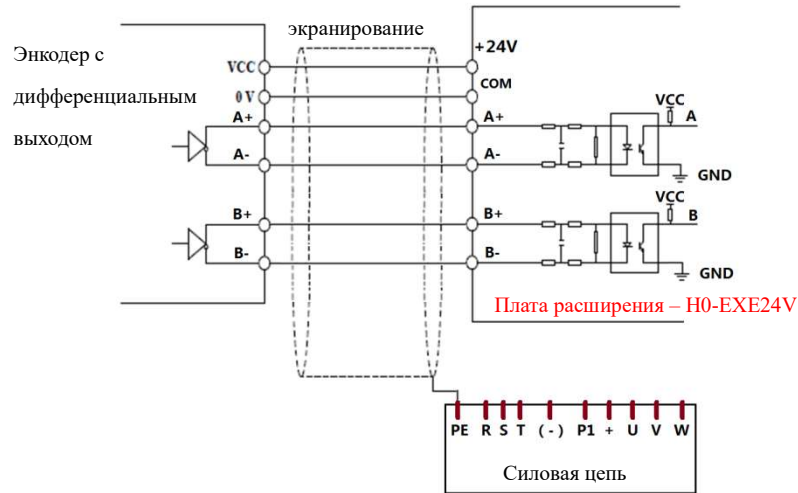 экранирование
Энкодер с
дифференциальным
выходом
VCC
0 V
A+
A-
B+
B-
+24V
COM
A+
A-
B+
B-
VCC
A
GND
VCC
B
GND
Плата расширения – H0-EXE24V
PE R S T (-) P1 + U V W
Силовая цепь